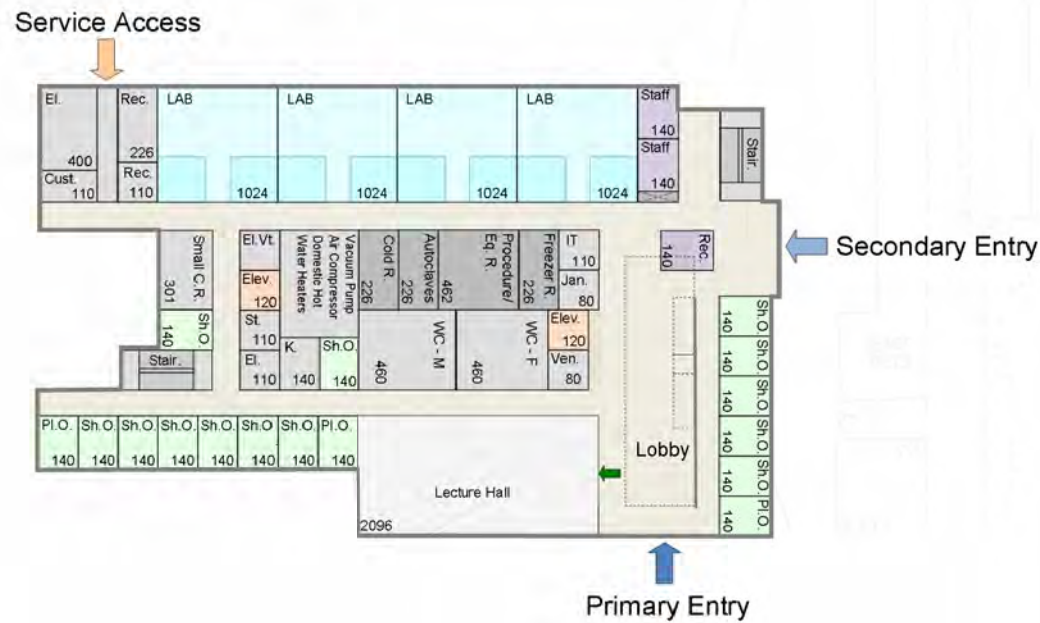 Service Access
El.
400
Cust.
110
Rec.
226
Rec.
110
LAB
1024
LAB
1024
LAB
1024
LAB
1024
Staff
140
Staff
140
Stair.
Secondary Entry
Small C.R.
301
Sh.O.
140
Stair.
El.Vt.
Elev.
120
St.
110
El.
110
Vacuum Pump
Air Compressor
Domestic Hot
Water Heaters
K.
140
Sh.O.
140
Cold R.
226
Autoclaves
226
Procedure/
Eq. R.
462
Freezer R.
226
IT
110
Jan.
80
WC - M
460
WC - F
460
Elev.
120
Ven.
80
Rec.
140
Sh.O.
140
Sh.O.
140
Sh.O.
140
Sh.O.
140
Sh.O.
140
Pl.O.
140
Pl.O.
140
Sh.O.
140
Sh.O.
140
Sh.O.
140
Sh.O.
140
Sh.O
140
Sh.O.
140
Pl.O.
140
Lecture Hall
2096
Lobby
Primary Entry